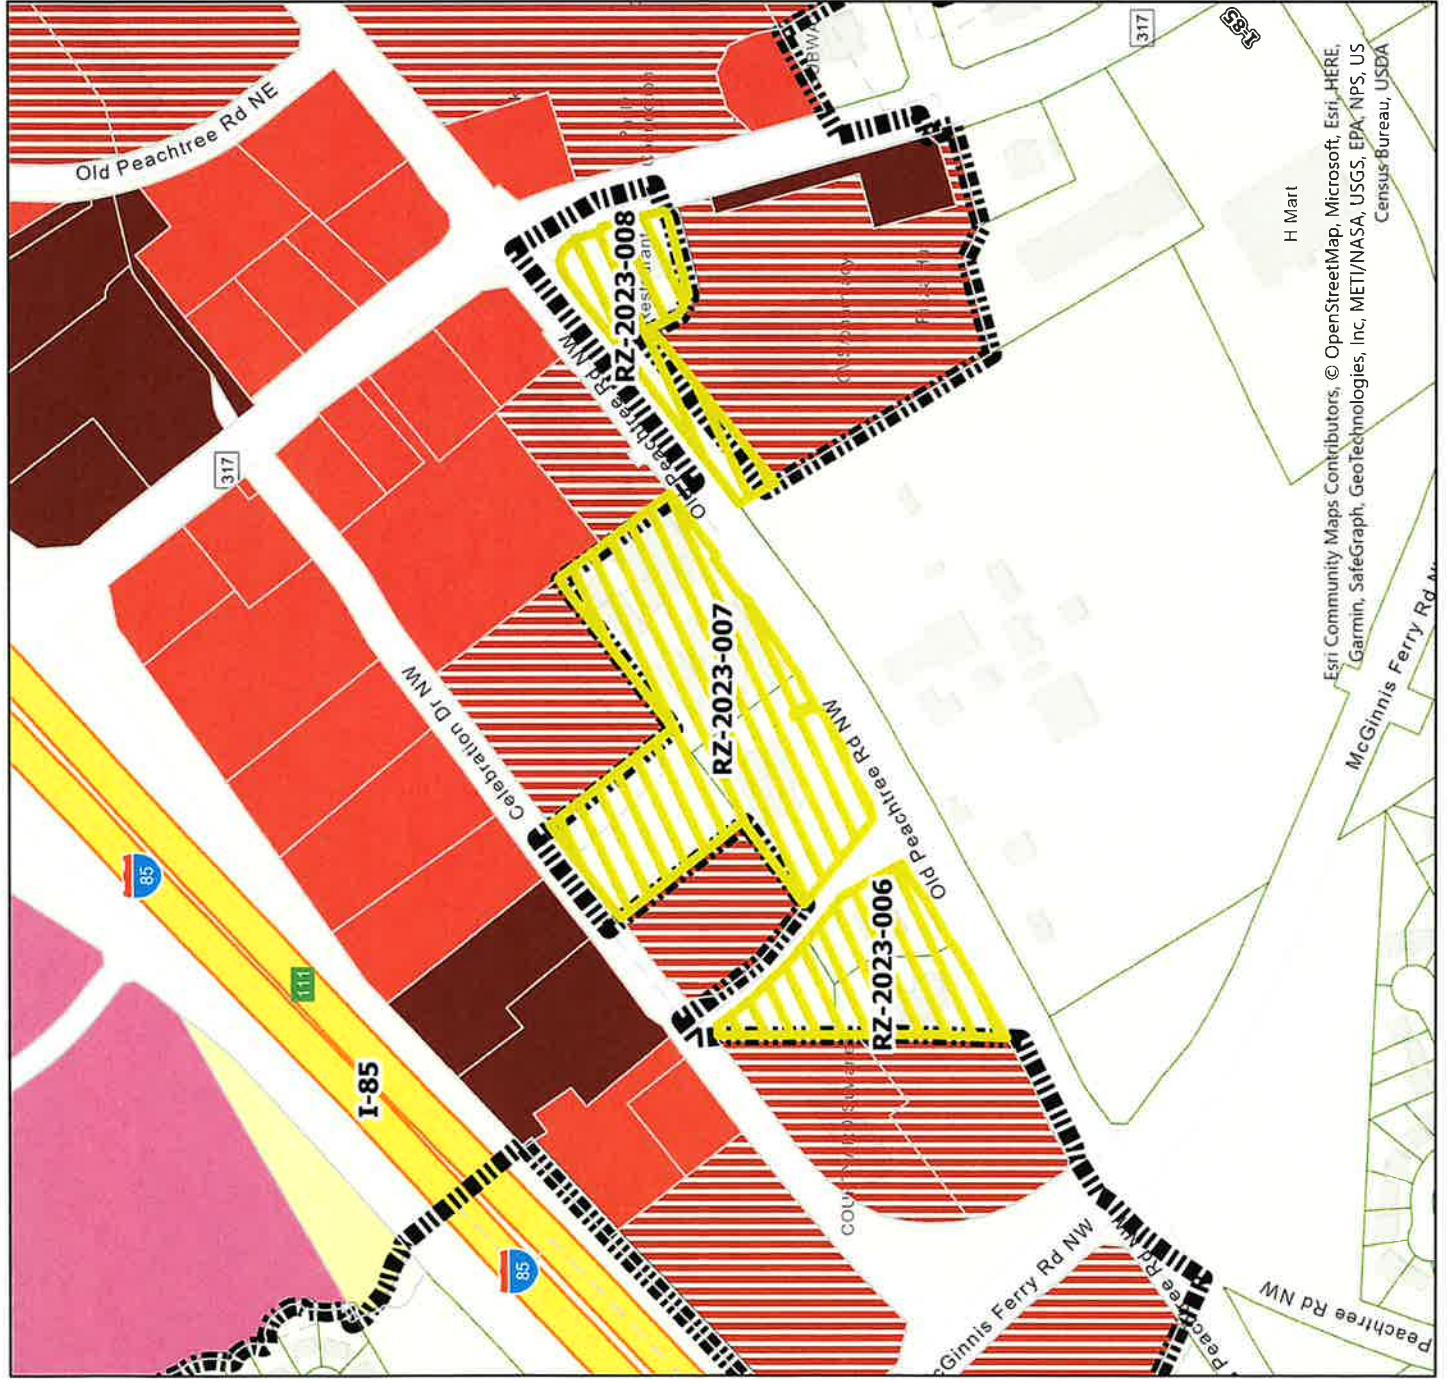 Old Peachtree Rd NE
317
I-85
317
RZ-2023-008
Restaurant
Old Peachtree Rd NW
H Mart
Celebration Dr NW
RZ-2023-007
Old Peachtree Rd NW
85
111
I-85
RZ-2023-006
McGinnis Ferry Rd NW
85
Peachtree Rd NW
Esri Community Maps Contributors, © OpenStreetMap, Microsoft, Esri, HERE,
Garmin, SafeGraph, GeoTechnologies, Inc, METI/NASA, USGS, EPA, NPS, US
Census Bureau, USDA